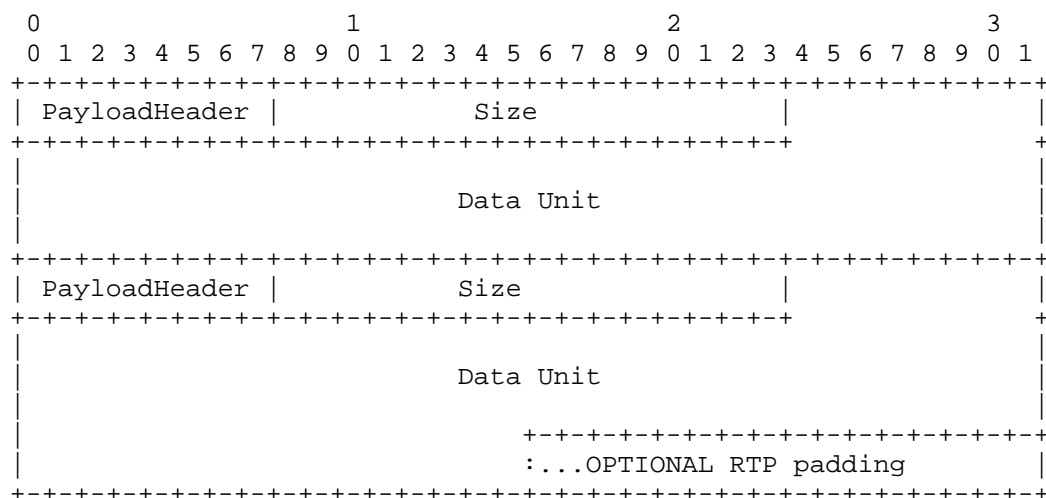 0 1 2 3
0 1 2 3 4 5 6 7 8 9 0 1 2 3 4 5 6 7 8 9 0 1 2 3 4 5 6 7 8 9 0 1
+-+-+-+-+-+-+-+-+-+-+-+-+-+-+-+-+-+-+-+-+-+-+-+-+-+-+-+-+-+-+-+-+
| PayloadHeader | Size | |
+-+-+-+-+-+-+-+-+-+-+-+-+-+-+-+-+-+-+-+-+-+-+-+-+ +
| |
| Data Unit |
| |
+-+-+-+-+-+-+-+-+-+-+-+-+-+-+-+-+-+-+-+-+-+-+-+-+-+-+-+-+-+-+-+-+
| PayloadHeader | Size | |
+-+-+-+-+-+-+-+-+-+-+-+-+-+-+-+-+-+-+-+-+-+-+-+-+ +
| |
| Data Unit |
| |
| +-+-+-+-+-+-+-+-+-+-+-+-+-+-+-+-+
| :...OPTIONAL RTP padding |
+-+-+-+-+-+-+-+-+-+-+-+-+-+-+-+-+-+-+-+-+-+-+-+-+-+-+-+-+-+-+-+-+